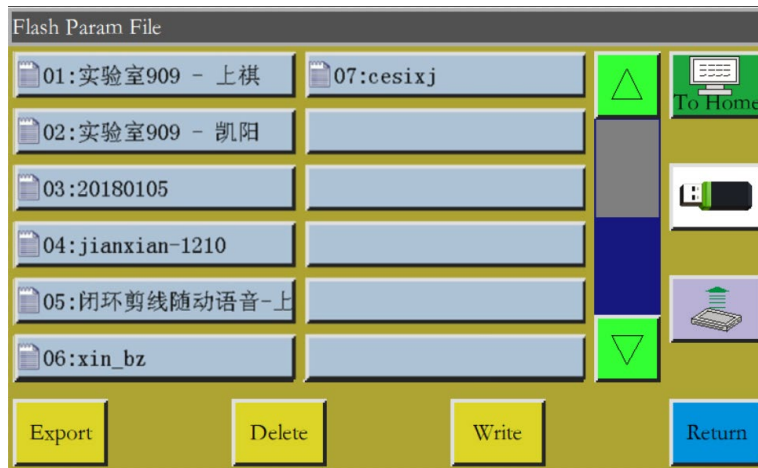 Flash Param File
01:实验室909 - 上祺
07:cesixj
To Home
02:实验室909 - 凯阳
03:20180105
04:jianxian-1210
05:闭环剪线随动语音-上
06:xin_bz
Export
Delete
Write
Return